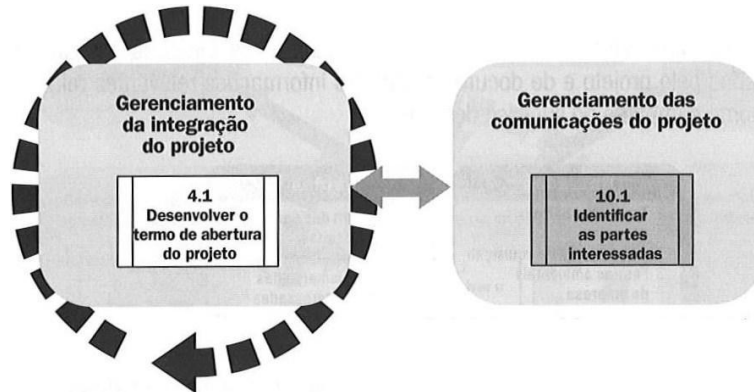 Gerenciamento
da integração
do projeto
4.1
Desenvolver o
termo de abertura
do projeto
Gerenciamento das
comunicações do projeto
10.1
Identificar
as partes
interessadas